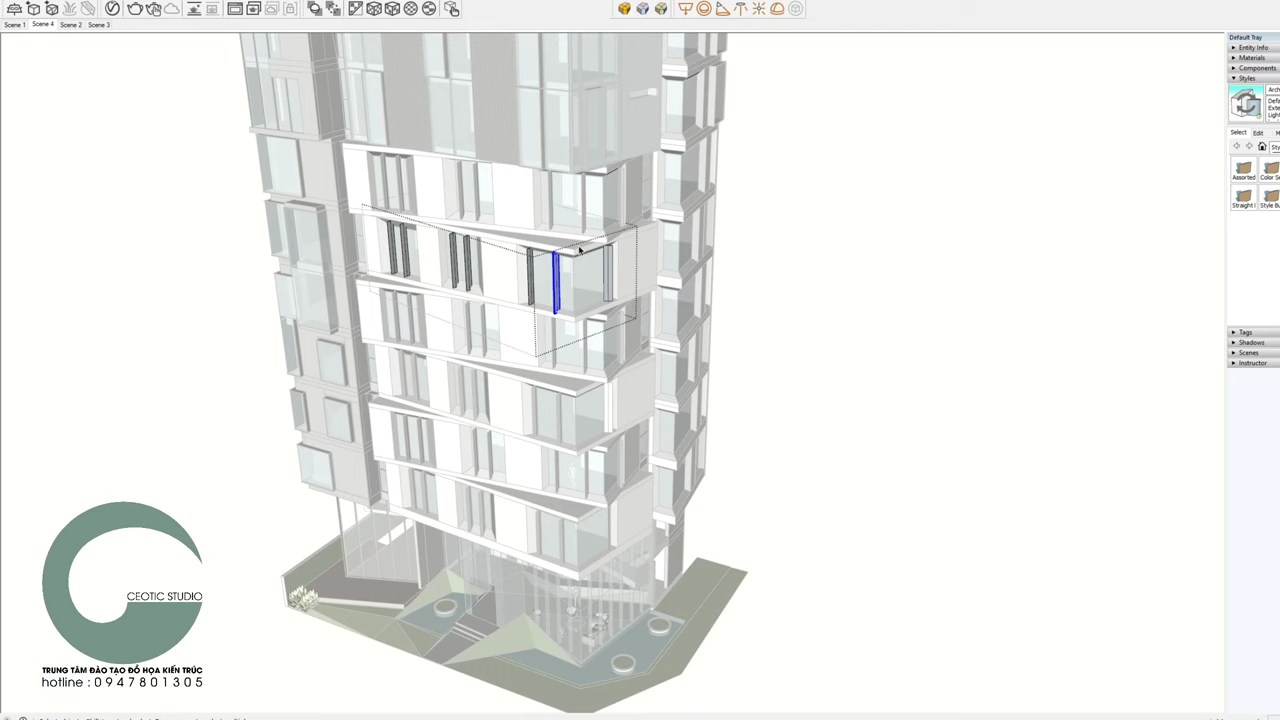 Scene 1 Scene 4 Scene 2 Scene 3
Default Tray
Entity Info
Materials
Components
Styles
Select Edit
Assorted
Tags
Shadows
Scenes
Instructor
CEOTIC STUDIO
TRUNG TÂM ĐÀO TẠO ĐỒ HỌA KIẾN TRÚC
hotline : 0 9 4 7 8 0 1 3 0 5